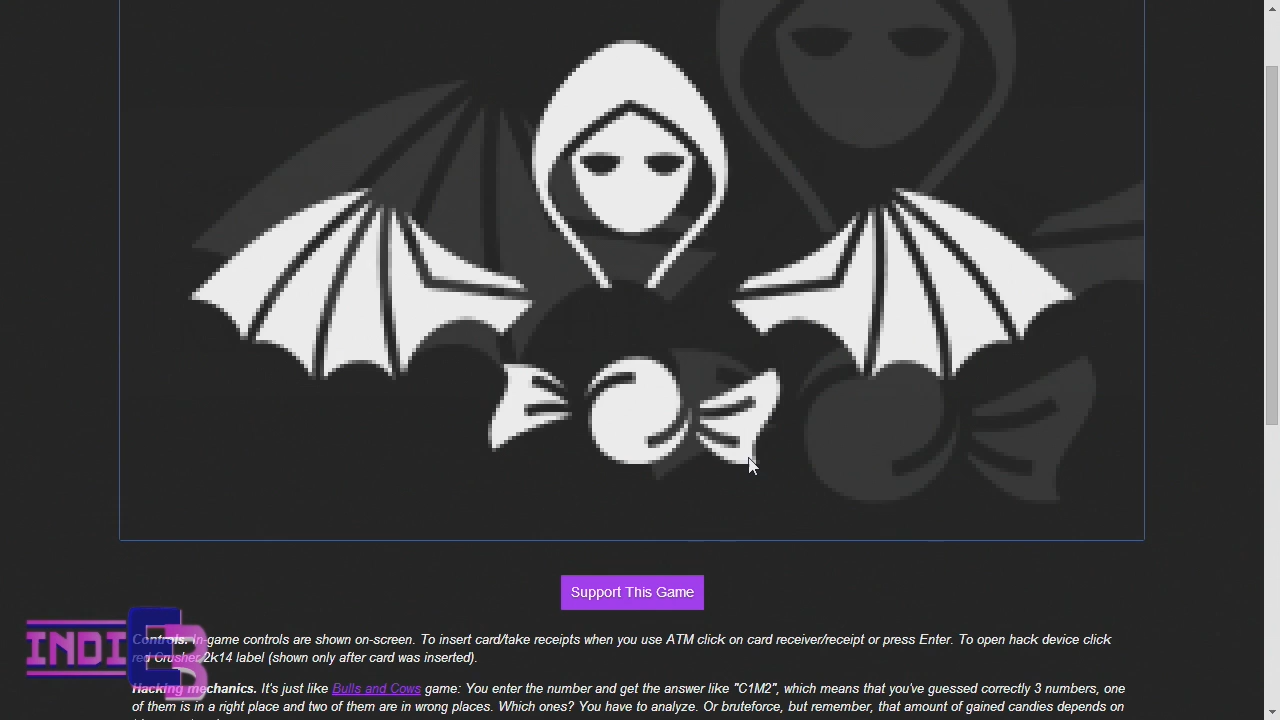 Support This Game
Controls. In-game controls are shown on-screen. To insert card/take receipts when you use ATM click on card receiver/receipt or press Enter. To open hack device click
red Crusher2k14 label (shown only after card was inserted).
Hacking mechanics. It's just like Bulls and Cows game: You enter the number and get the answer like "C1M2", which means that you've guessed correctly 3 numbers, one
of them is in a right place and two of them are in wrong places. Which ones? You have to analyze. Or bruteforce, but remember, that amount of gained candies depends on
INDIE3